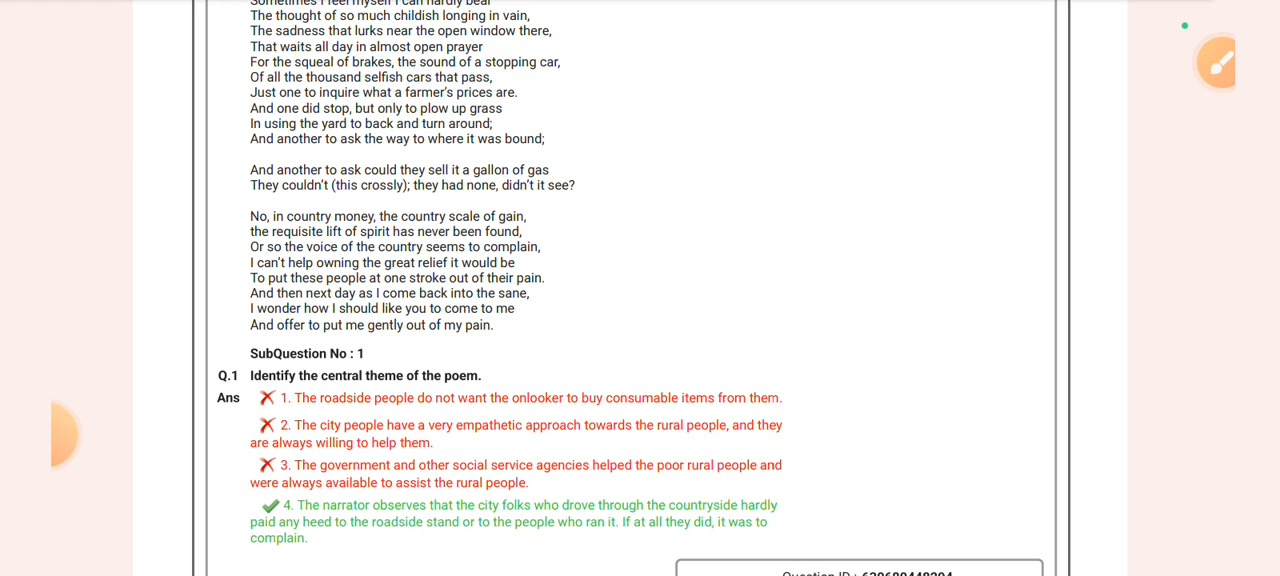 Sometimes I feel myself I can hardly bear
The thought of so much childish longing in vain,
The sadness that lurks near the open window there,
That waits all day in almost open prayer
For the squeal of brakes, the sound of a stopping car,
Of all the thousand selfish cars that pass,
Just one to inquire what a farmer's prices are.
And one did stop, but only to plow up grass
In using the yard to back and turn around;
And another to ask the way to where it was bound;
And another to ask could they sell it a gallon of gas
They couldn't (this crossly); they had none, didn't it see?
No, in country money, the country scale of gain,
the requisite lift of spirit has never been found,
Or so the voice of the country seems to complain,
I can't help owning the great relief it would be
To put these people at one stroke out of their pain.
And then next day as I come back into the sane,
I wonder how I should like you to come to me
And offer to put me gently out of my pain.
SubQuestion No : 1
Q.1 Identify the central theme of the poem.
Ans 1. The roadside people do not want the onlooker to buy consumable items from them.
2. The city people have a very empathetic approach towards the rural people, and they
are always willing to help them.
3. The government and other social service agencies helped the poor rural people and
were always available to assist the rural people.
4. The narrator observes that the city folks who drove through the countryside hardly
paid any heed to the roadside stand or to the people who ran it. If at all they did, it was to
complain.
Question ID :